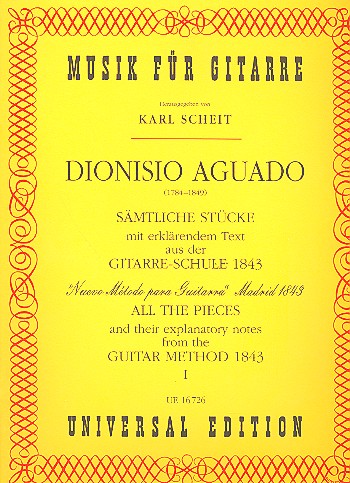 MUSIK FÜR GITARRE
Herausgegeben von
KARL SCHEIT
DIONISIO AGUADO
(1784–1849)
SÄMTLICHE STÜCKE
mit erklärendem Text
aus der
GITARRE-SCHULE 1843
"Nuevo Método para Guitarra" Madrid 1843
ALL THE PIECES
and their explanatory notes
from the
GUITAR METHOD 1843
I
UE 16726
UNIVERSAL EDITION